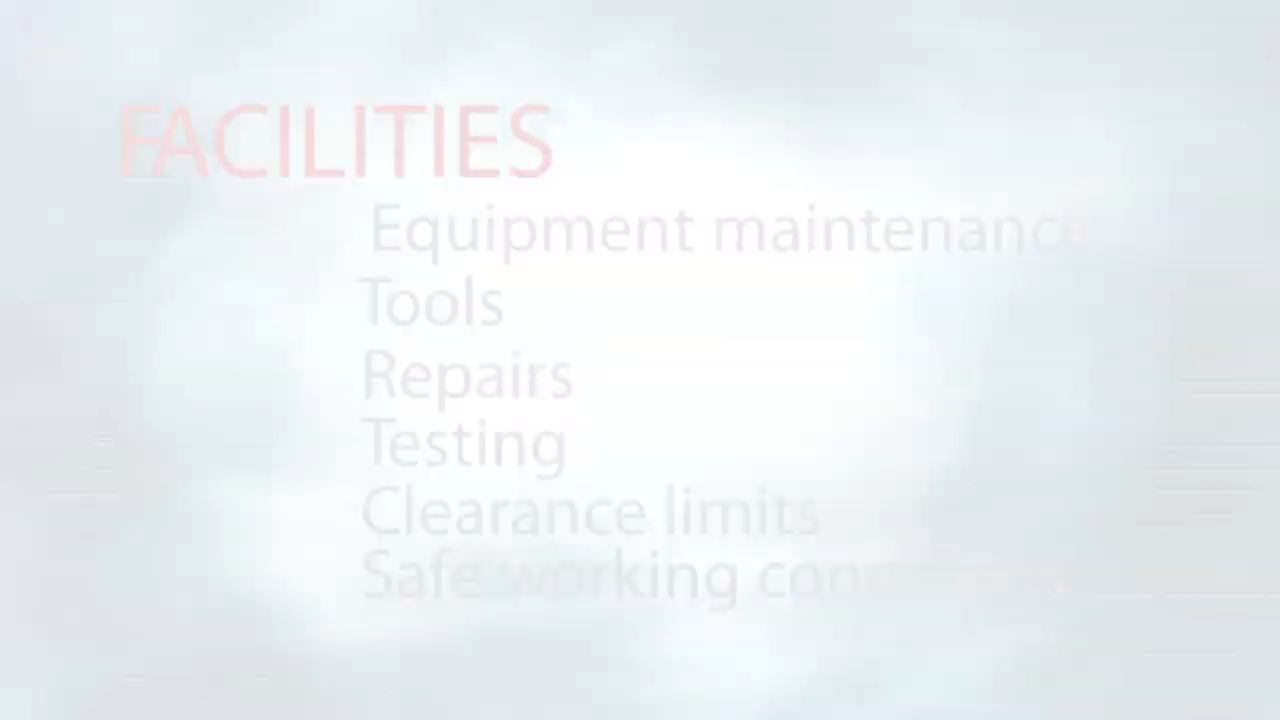 FACILITIES
Equipment maintenance
Tools
Repairs
Testing
Clearance limits
Safe working